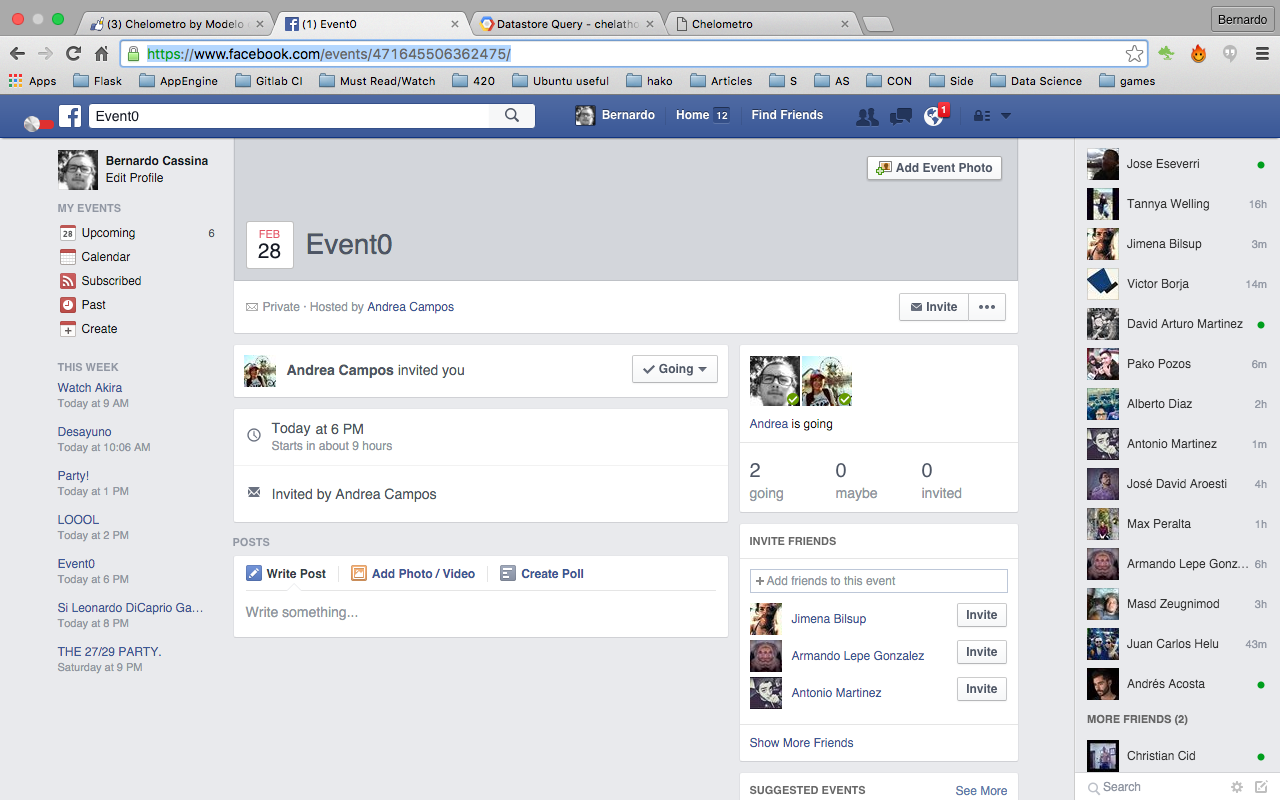 (3) Chelometro by Modelo
(1) Event0
Datastore Query - chelatho
Chelometro
Bernardo
https://www.facebook.com/events/471645506362475/
Apps
Flask
AppEngine
Gitlab CI
Must Read/Watch
420
Ubuntu useful
hako
Articles
S
AS
CON
Side
Data Science
games
Event0
Bernardo
Home 12
Find Friends
1
Bernardo Cassina
Edit Profile
MY EVENTS
28 Upcoming 6
Calendar
Subscribed
Past
Create
THIS WEEK
Watch Akira
Today at 9 AM
Desayuno
Today at 10:06 AM
Party!
Today at 1 PM
LOOOL
Today at 2 PM
Event0
Today at 6 PM
Si Leonardo DiCaprio Ga...
Today at 8 PM
THE 27/29 PARTY.
Saturday at 9 PM
Add Event Photo
FEB
28
Event0
Private · Hosted by Andrea Campos
Invite
Andrea Campos invited you
Going
Today at 6 PM
Starts in about 9 hours
Invited by Andrea Campos
POSTS
Write Post
Add Photo / Video
Create Poll
Write something...
Andrea is going
2 0 0
going maybe invited
INVITE FRIENDS
+ Add friends to this event
Jimena Bilsup Invite
Armando Lepe Gonzalez Invite
Antonio Martinez Invite
Show More Friends
SUGGESTED EVENTS See More
Jose Eseverri
Tannya Welling 16h
Jimena Bilsup 3m
Victor Borja 14m
David Arturo Martinez
Pako Pozos 6m
Alberto Diaz 2h
Antonio Martinez 1m
José David Aroesti 4h
Max Peralta 1h
Armando Lepe Gonz... 6h
Masd Zeugnimod 3h
Juan Carlos Helu 43m
Andrés Acosta
MORE FRIENDS (2)
Christian Cid
Search